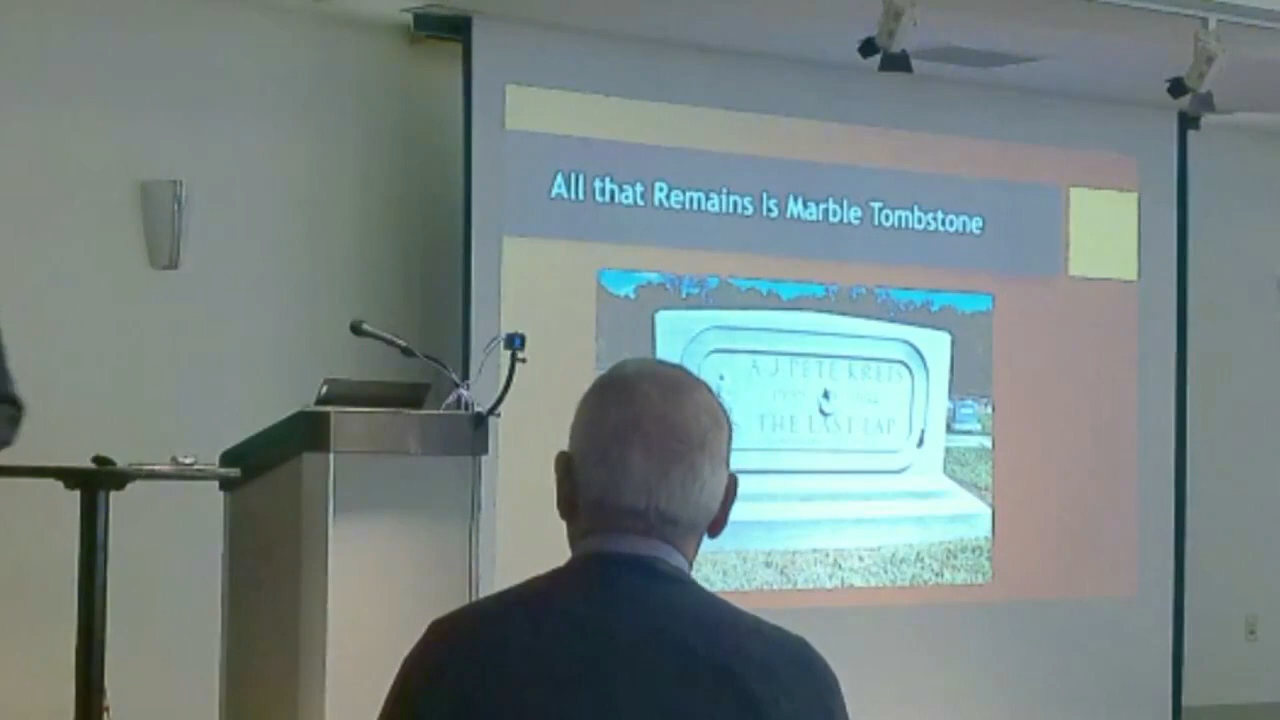 All that Remains is Marble Tombstone
A.J. PETE KREIS
THE LAST LAP